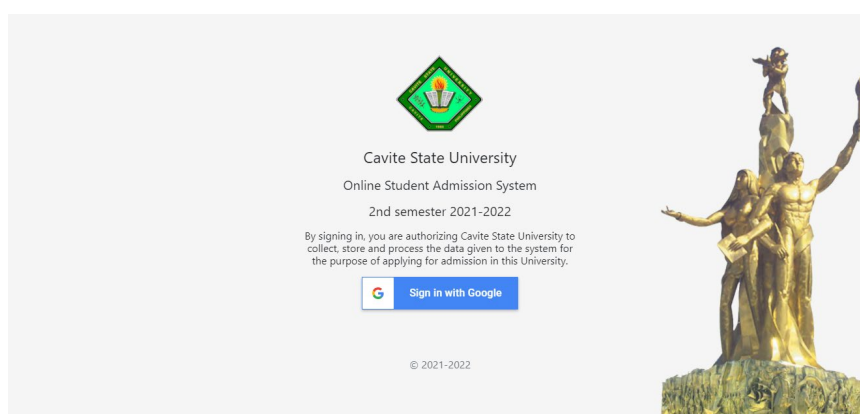 Cavite State University
Online Student Admission System
2nd semester 2021-2022
By signing in, you are authorizing Cavite State University to
collect, store and process the data given to the system for
the purpose of applying for admission in this University.
Sign in with Google
© 2021-2022